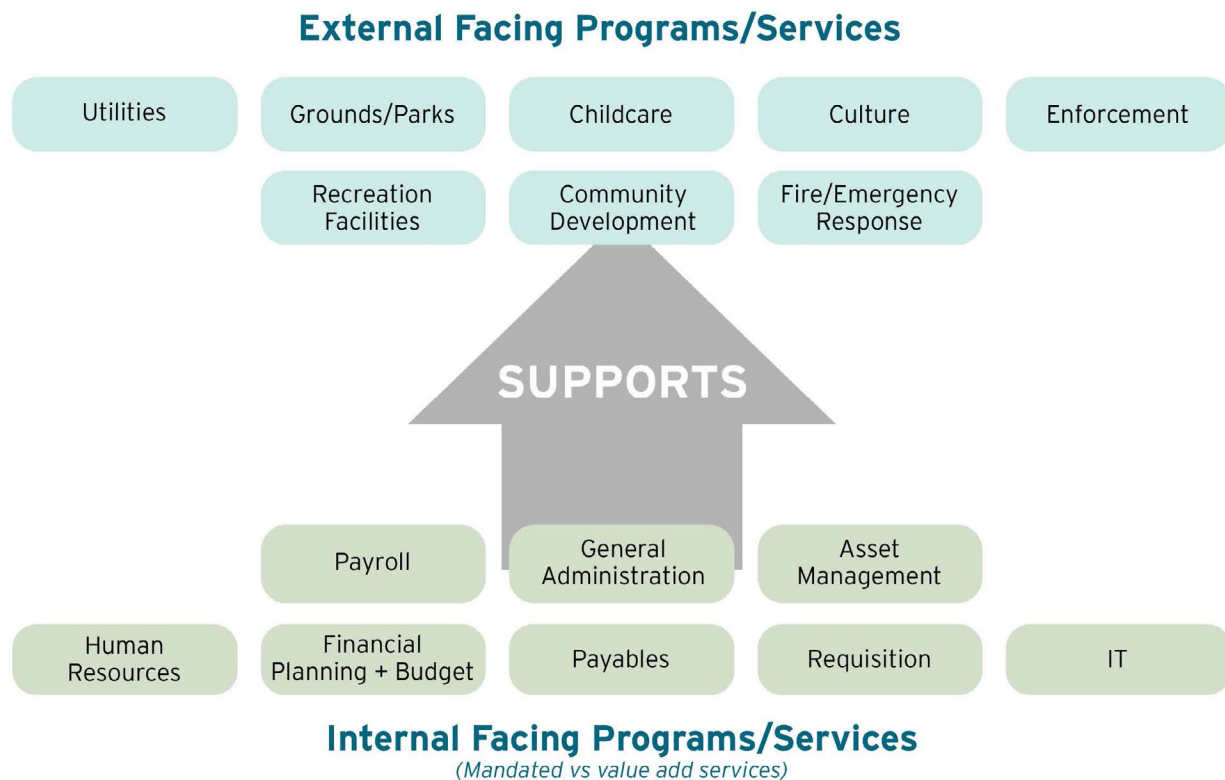 External Facing Programs/Services
Utilities
Grounds/Parks
Childcare
Culture
Enforcement
Recreation
Facilities
Community
Development
Fire/Emergency
Response
SUPPORTS
Payroll
General
Administration
Asset
Management
Human
Resources
Financial
Planning + Budget
Payables
Requisition
IT
Internal Facing Programs/Services
(Mandated vs value add services)